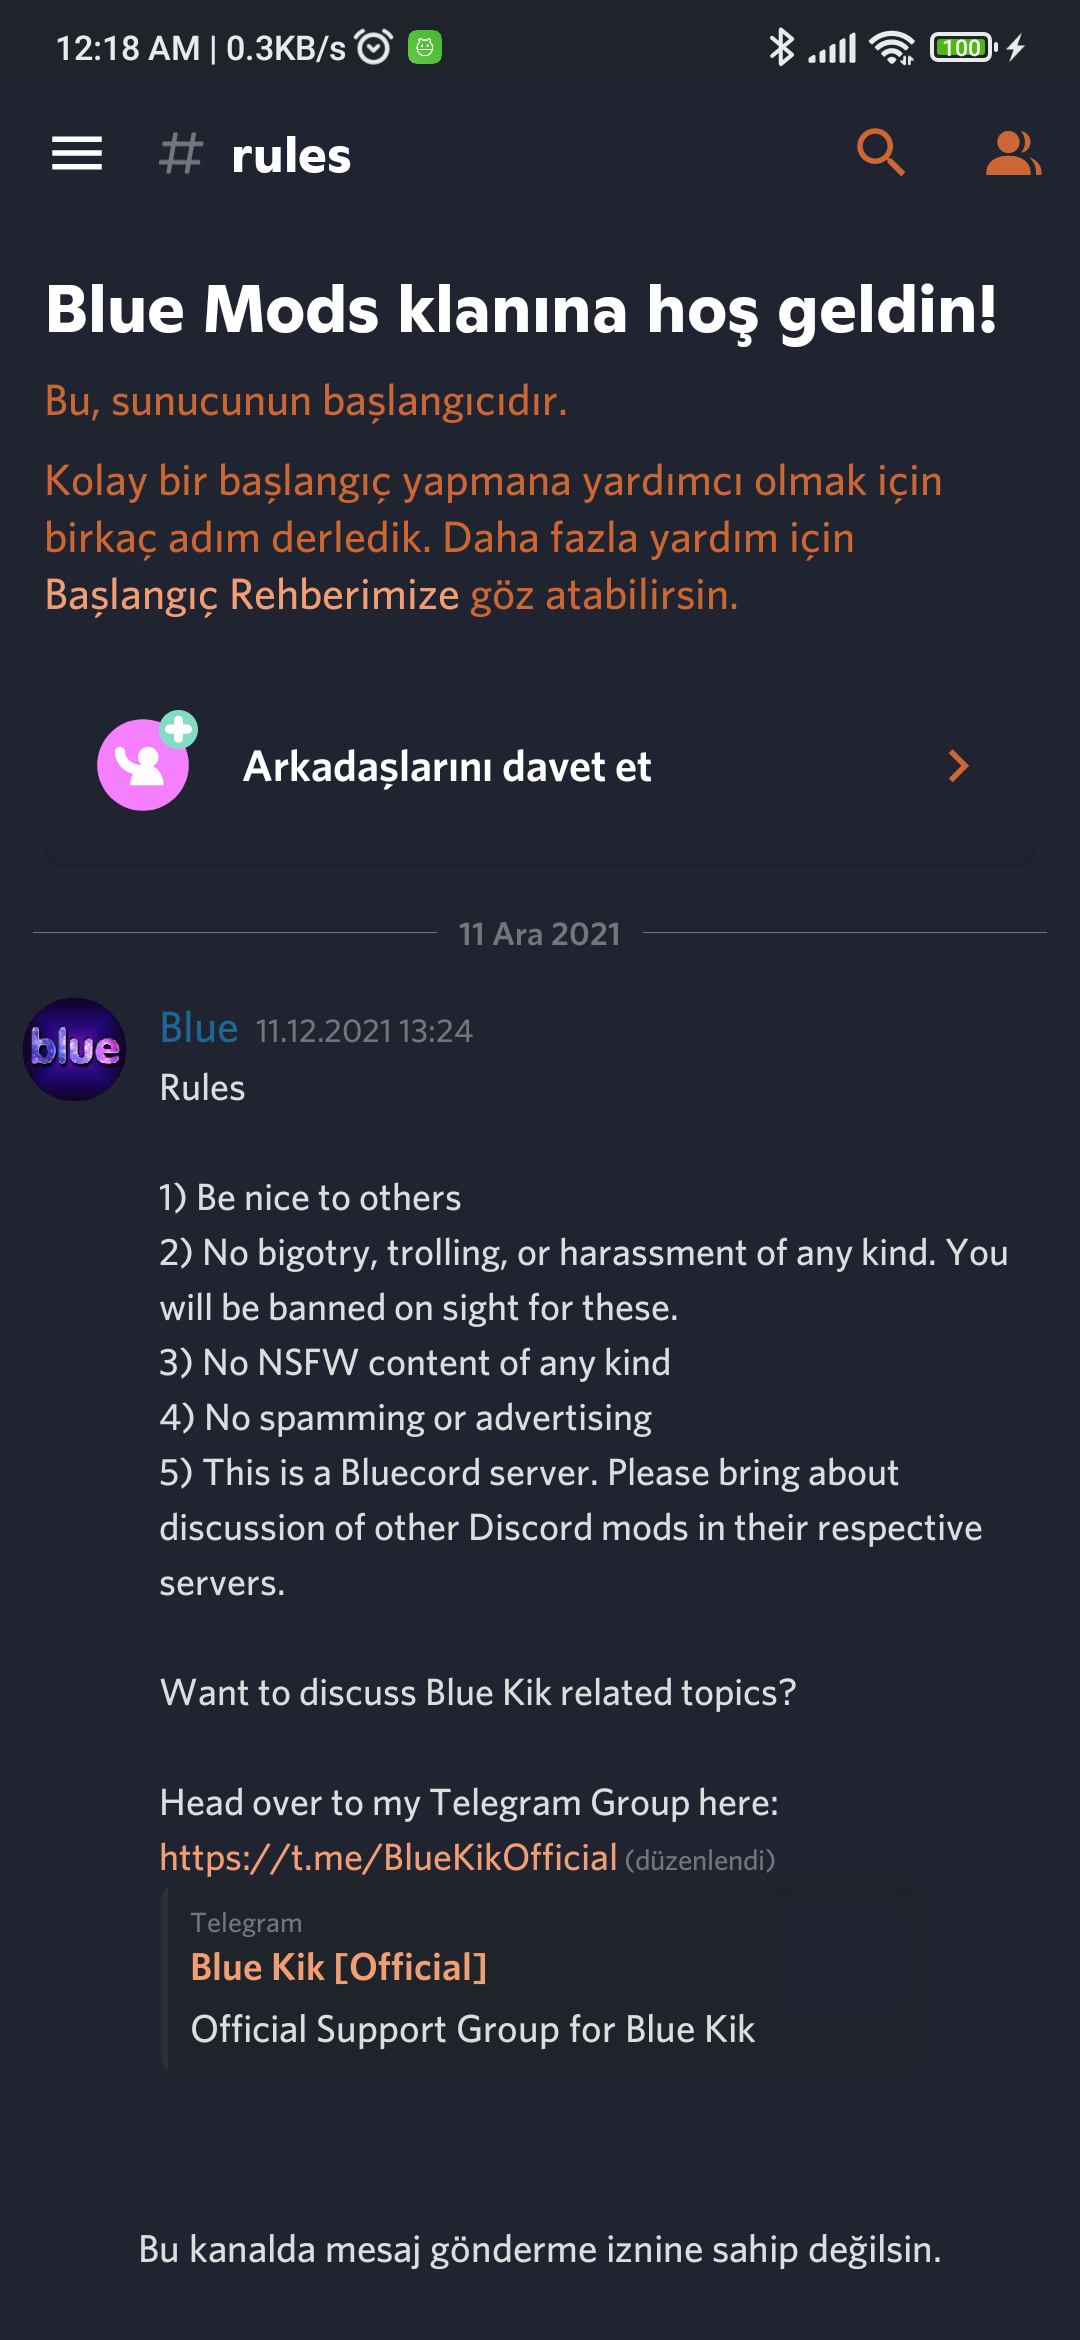 12:18 AM | 0.3KB/s
100
# rules
Blue Mods klanına hoş geldin!
Bu, sunucunun başlangıcıdır.
Kolay bir başlangıç yapmana yardımcı olmak için
birkaç adım derledik. Daha fazla yardım için
Başlangıç Rehberimize göz atabilirsin.
Arkadaşlarını davet et
11 Ara 2021
blue
Blue 11.12.2021 13:24
Rules
1) Be nice to others
2) No bigotry, trolling, or harassment of any kind. You
will be banned on sight for these.
3) No NSFW content of any kind
4) No spamming or advertising
5) This is a Bluecord server. Please bring about
discussion of other Discord mods in their respective
servers.
Want to discuss Blue Kik related topics?
Head over to my Telegram Group here:
https://t.me/BlueKikOfficial (düzenlendi)
Telegram
Blue Kik [Official]
Official Support Group for Blue Kik
Bu kanalda mesaj gönderme iznine sahip değilsin.